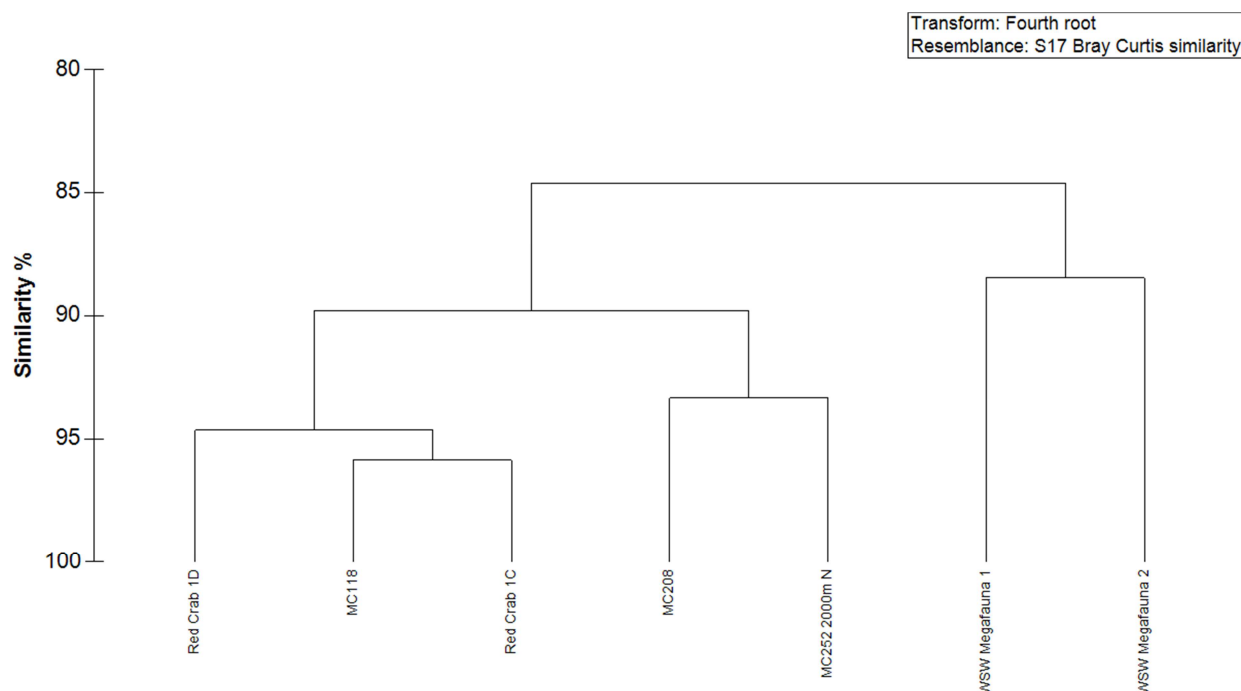 Transform: Fourth root
Resemblance: S17 Bray Curtis similarity
80
85
90
95
100
Similarity %
Red Crab 1D
MC118
Red Crab 1C
MC208
MC252 2000m N
WSW Megafauna 1
WSW Megafauna 2